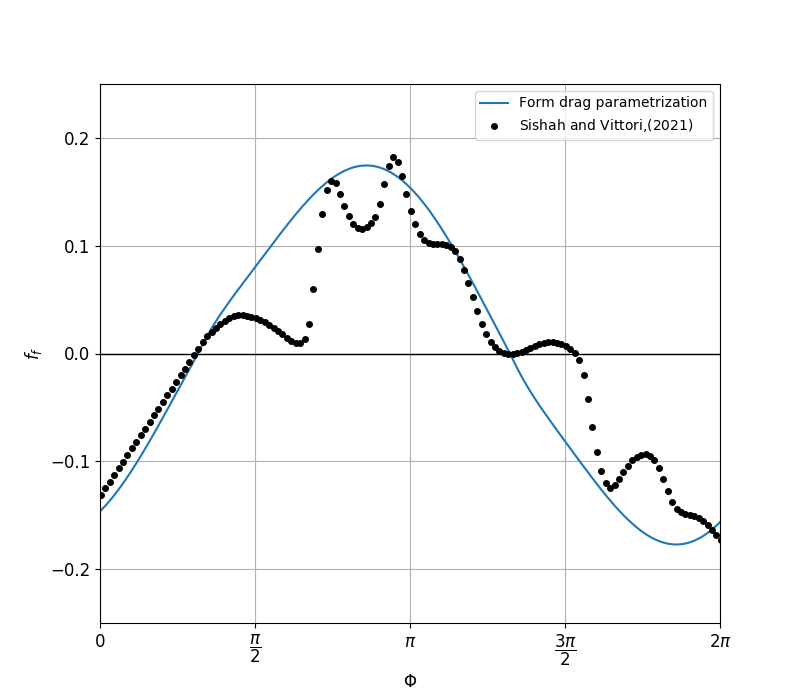 Form drag parametrization
Sishah and Vittori,(2021)
0.2
0.1
0.0
−0.1
−0.2
f_f
0
π/2
π
3π/2
2π
Φ